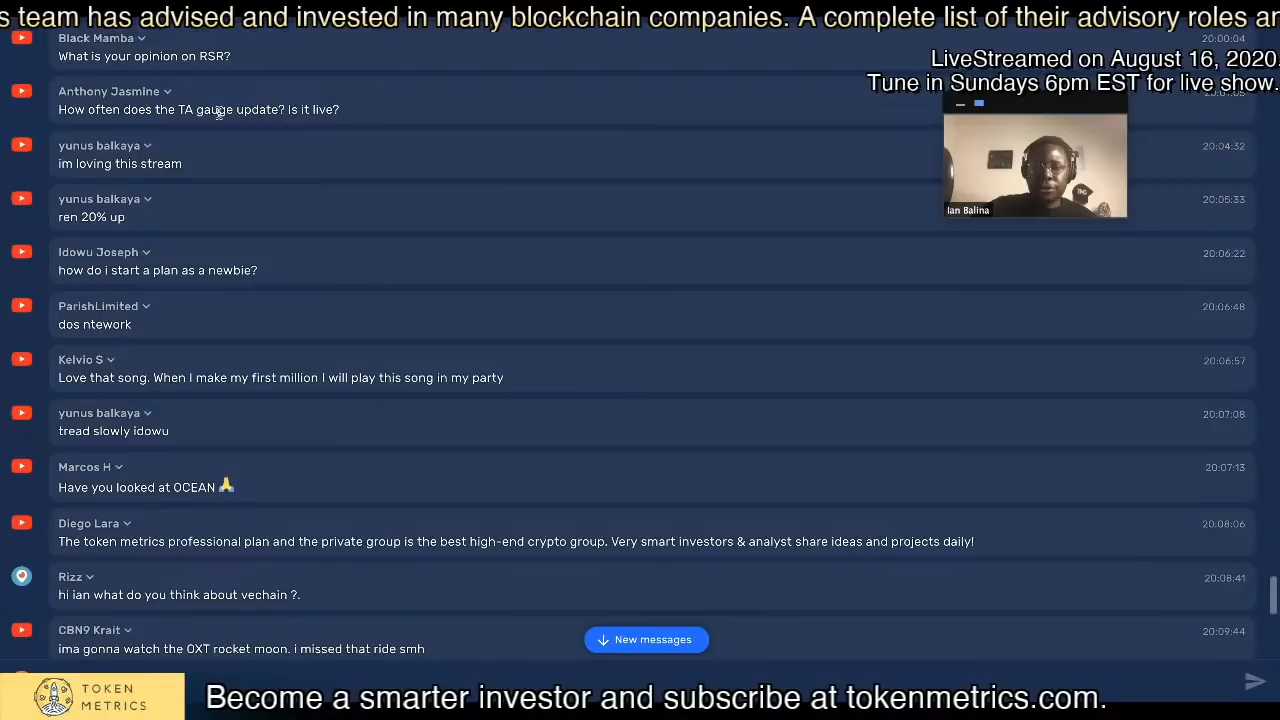 s team has advised and invested in many blockchain companies. A complete list of their advisory roles an
Black Mamba
20:00:04
What is your opinion on RSR?
LiveStreamed on August 16, 2020.
Tune in Sundays 6pm EST for live show.
Anthony Jasmine
How often does the TA gauge update? Is it live?
yunus balkaya
20:04:32
im loving this stream
Ian Balina
yunus balkaya
20:05:33
ren 20% up
Idowu Joseph
20:06:22
how do i start a plan as a newbie?
ParishLimited
20:06:48
dos ntework
Kelvio S
20:06:57
Love that song. When I make my first million I will play this song in my party
yunus balkaya
20:07:08
tread slowly idowu
Marcos H
20:07:13
Have you looked at OCEAN 🙏
Diego Lara
20:08:06
The token metrics professional plan and the private group is the best high-end crypto group. Very smart investors & analyst share ideas and projects daily!
Rizz
20:08:41
hi ian what do you think about vechain ?.
CBN9 Krait
20:09:44
ima gonna watch the OXT rocket moon. i missed that ride smh
New messages
TOKEN
METRICS
Become a smarter investor and subscribe at tokenmetrics.com.